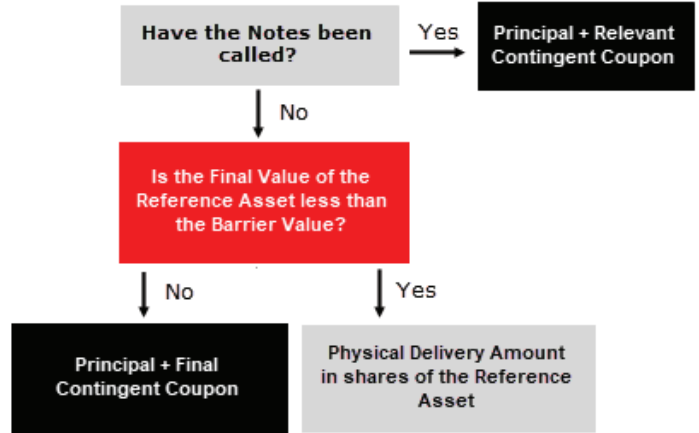 Have the Notes been
called?
Yes
Principal + Relevant
Contingent Coupon
No
Is the Final Value of the
Reference Asset less than
the Barrier Value?
No
Yes
Principal + Final
Contingent Coupon
Physical Delivery Amount
in shares of the Reference
Asset